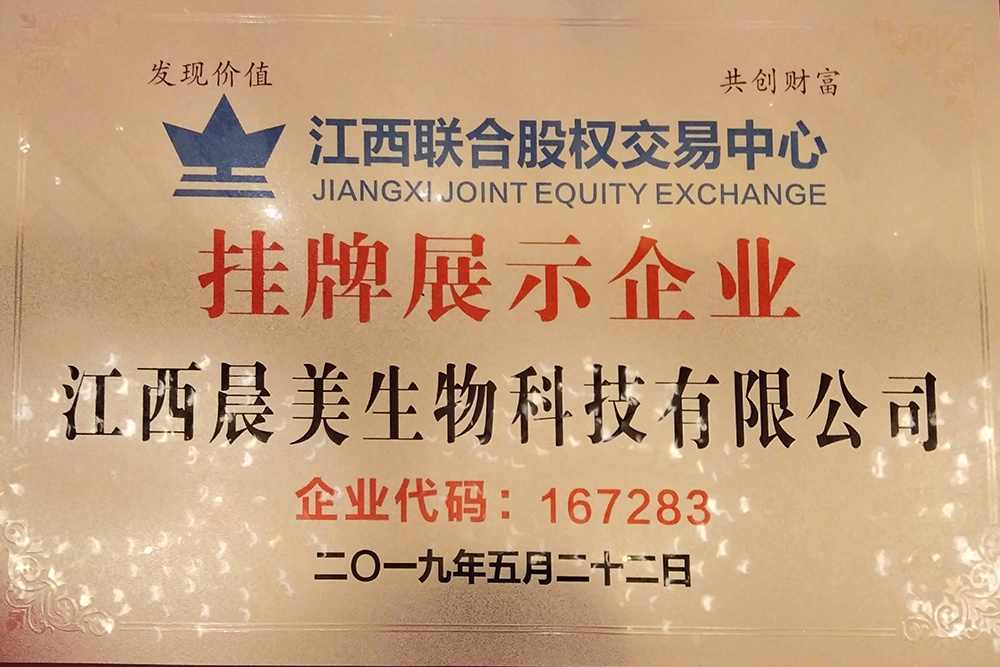 发现价值 共创财富
江西联合股权交易中心
JIANGXI JOINT EQUITY EXCHANGE
挂牌展示企业
江西晨美生物科技有限公司
企业代码：167283
二〇一九年五月二十二日